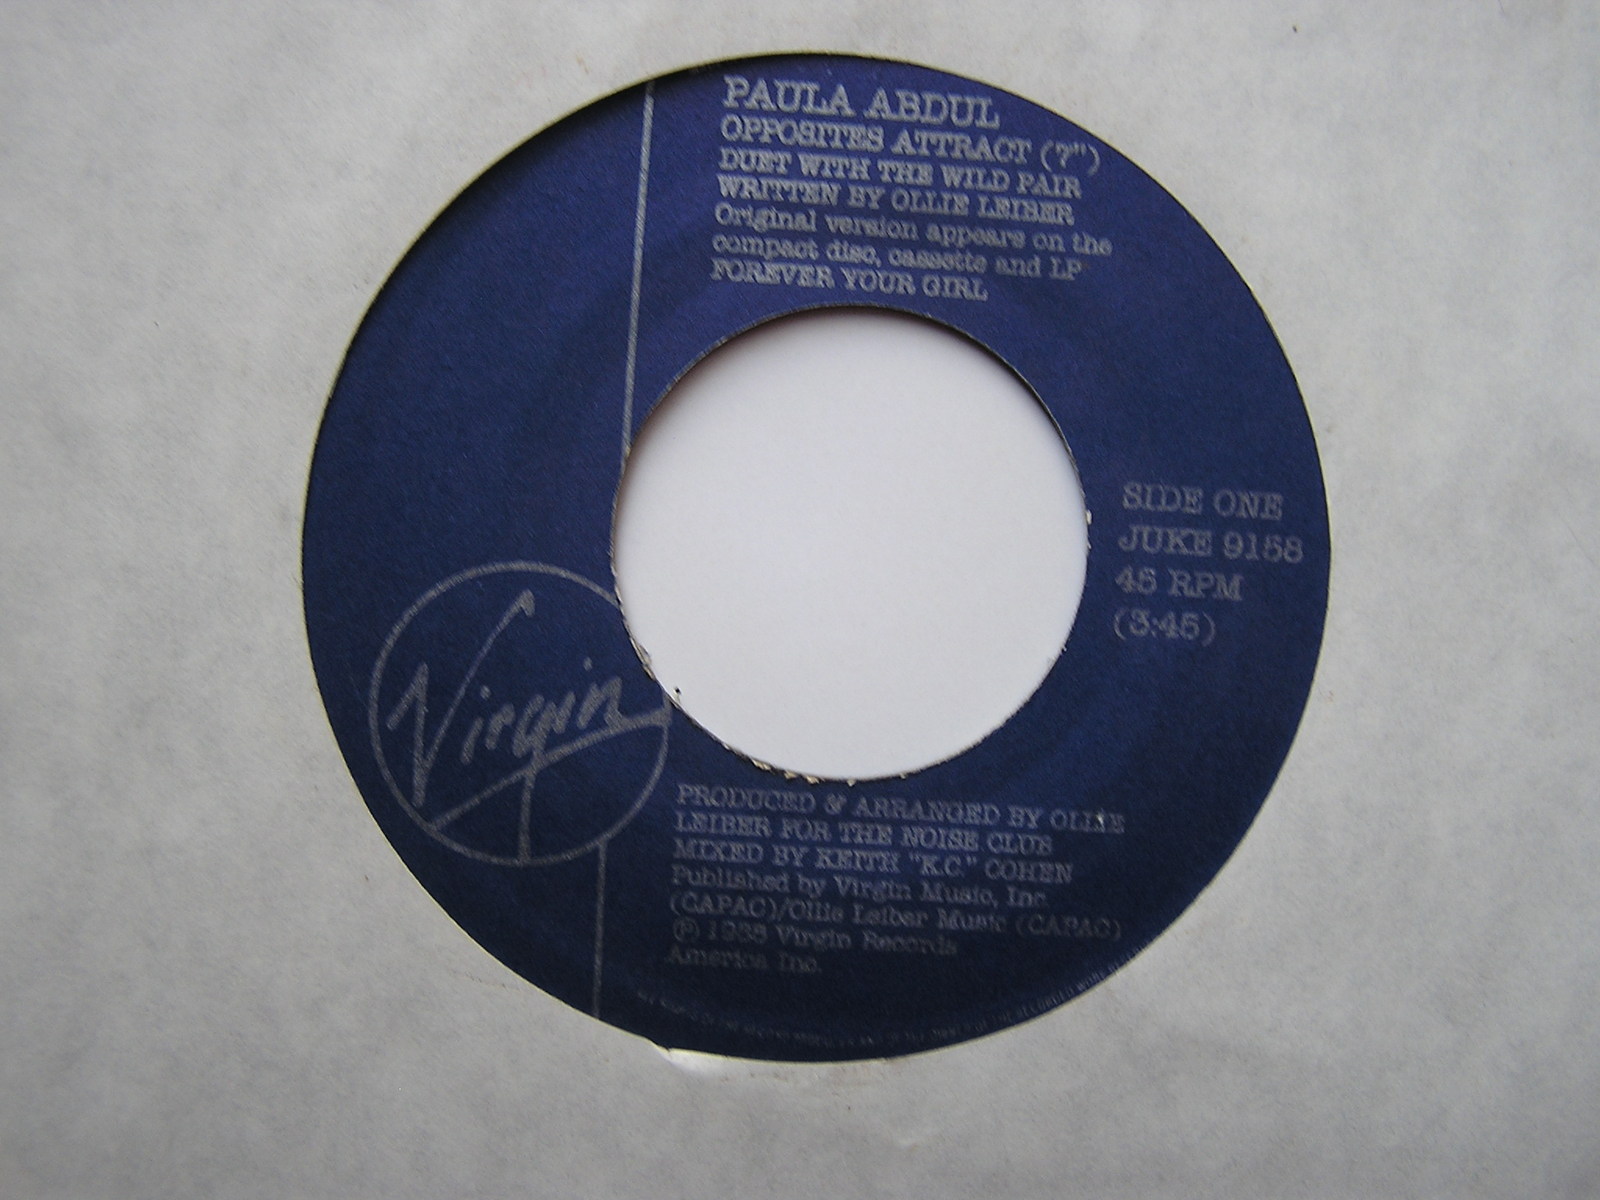 PAULA ABDUL
OPPOSITES ATTRACT (7")
DUET WITH THE WILD PAIR
WRITTEN BY OLLIE LEIBER
Original version appears on the
compact disc, cassette and LP
FOREVER YOUR GIRL
SIDE ONE
JUKE 9158
45 RPM
(3:45)
Virgin
PRODUCED & ARRANGED BY OLLIE
LEIBER FOR THE NOISE CLUB
MIXED BY KEITH "K.C." COHEN
Published by Virgin Music, Inc.
(CAPAC)/Ollie Leiber Music (CAPAC)
℗ 1988 Virgin Records
America Inc.